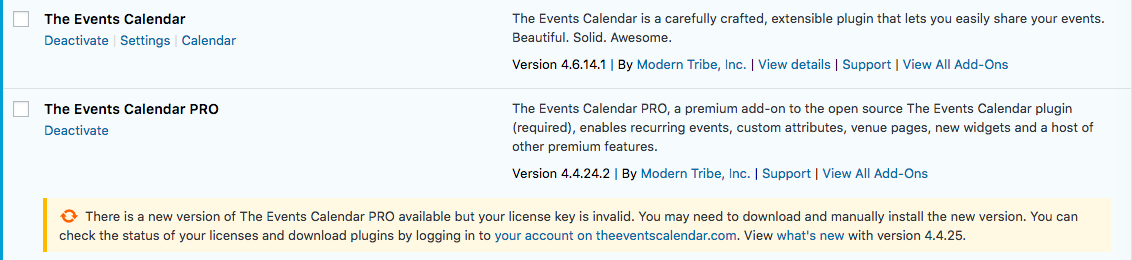 The Events Calendar
Deactivate | Settings | Calendar
The Events Calendar is a carefully crafted, extensible plugin that lets you easily share your events.
Beautiful. Solid. Awesome.
Version 4.6.14.1 | By Modern Tribe, Inc. | View details | Support | View All Add-Ons
The Events Calendar PRO
Deactivate
The Events Calendar PRO, a premium add-on to the open source The Events Calendar plugin
(required), enables recurring events, custom attributes, venue pages, new widgets and a host of
other premium features.
Version 4.4.24.2 | By Modern Tribe, Inc. | Support | View All Add-Ons
There is a new version of The Events Calendar PRO available but your license key is invalid. You may need to download and manually install the new version. You can
check the status of your licenses and download plugins by logging in to your account on theeventscalendar.com. View what's new with version 4.4.25.